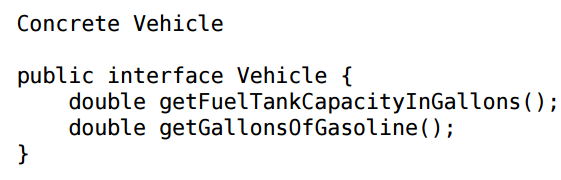 Concrete Vehicle
public interface Vehicle {
    double getFuelTankCapacityInGallons();
    double getGallonsOfGasoline();
}